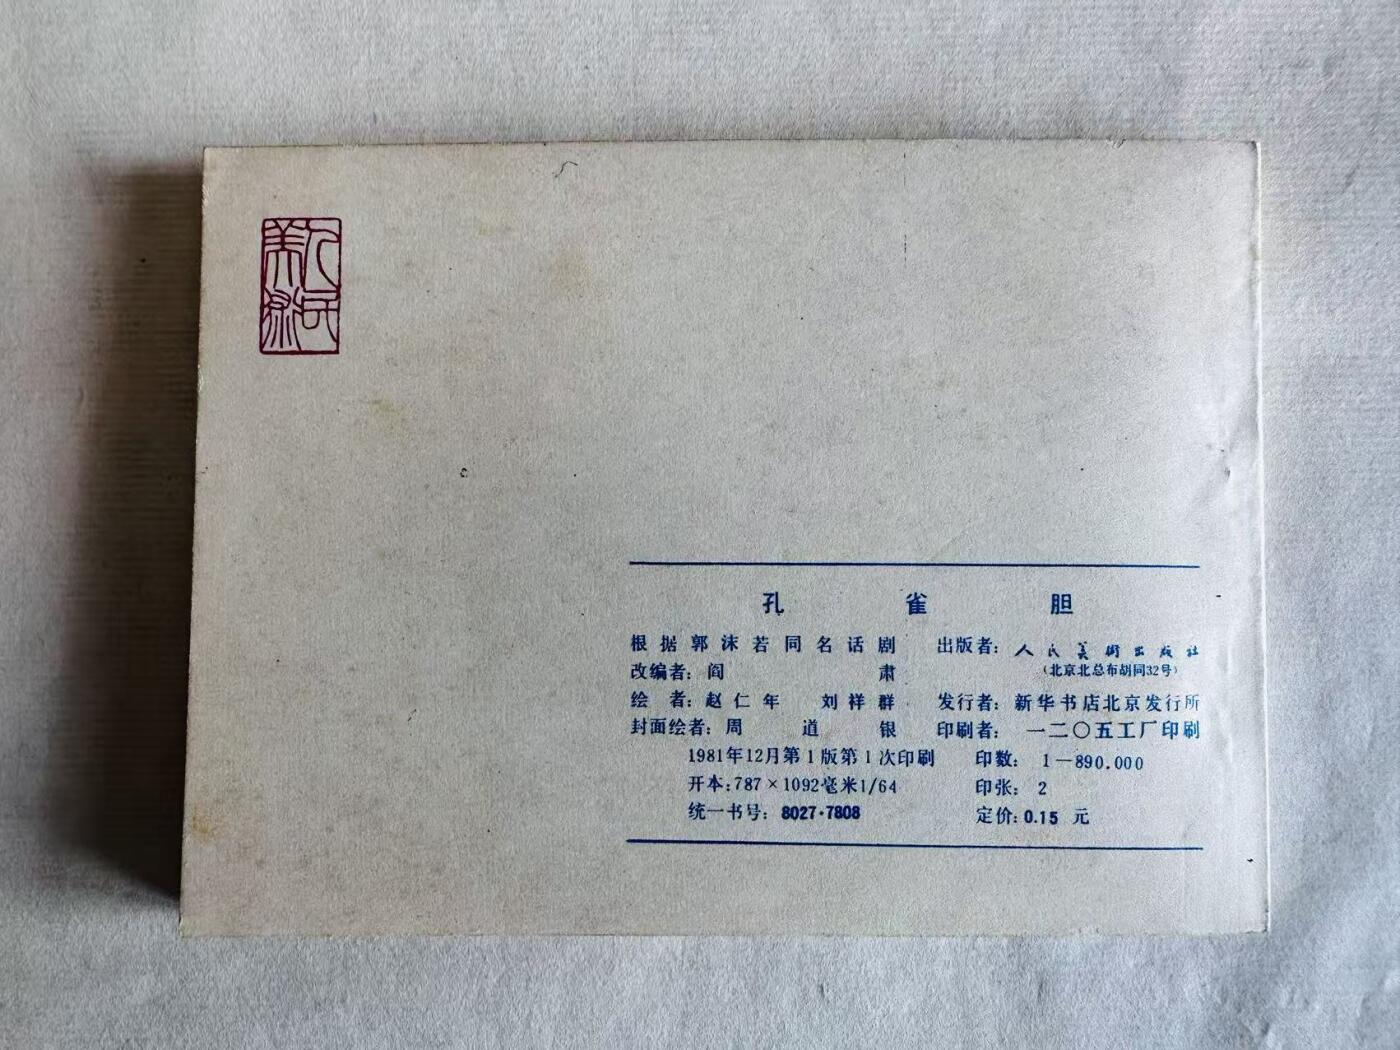 人民
美术
孔雀胆
根据郭沫若同名话剧
改编者：阎肃
绘者：赵仁年 刘祥群
封面绘者：周道银
出版者：人民美術出版社
（北京北总布胡同32号）
发行者：新华书店北京发行所
印刷者：一二〇五工厂印刷
1981年12月第1版第1次印刷 印数：1—890.000
开本：787×1092毫米1/64 印张：2
统一书号：8027·7808 定价：0.15 元